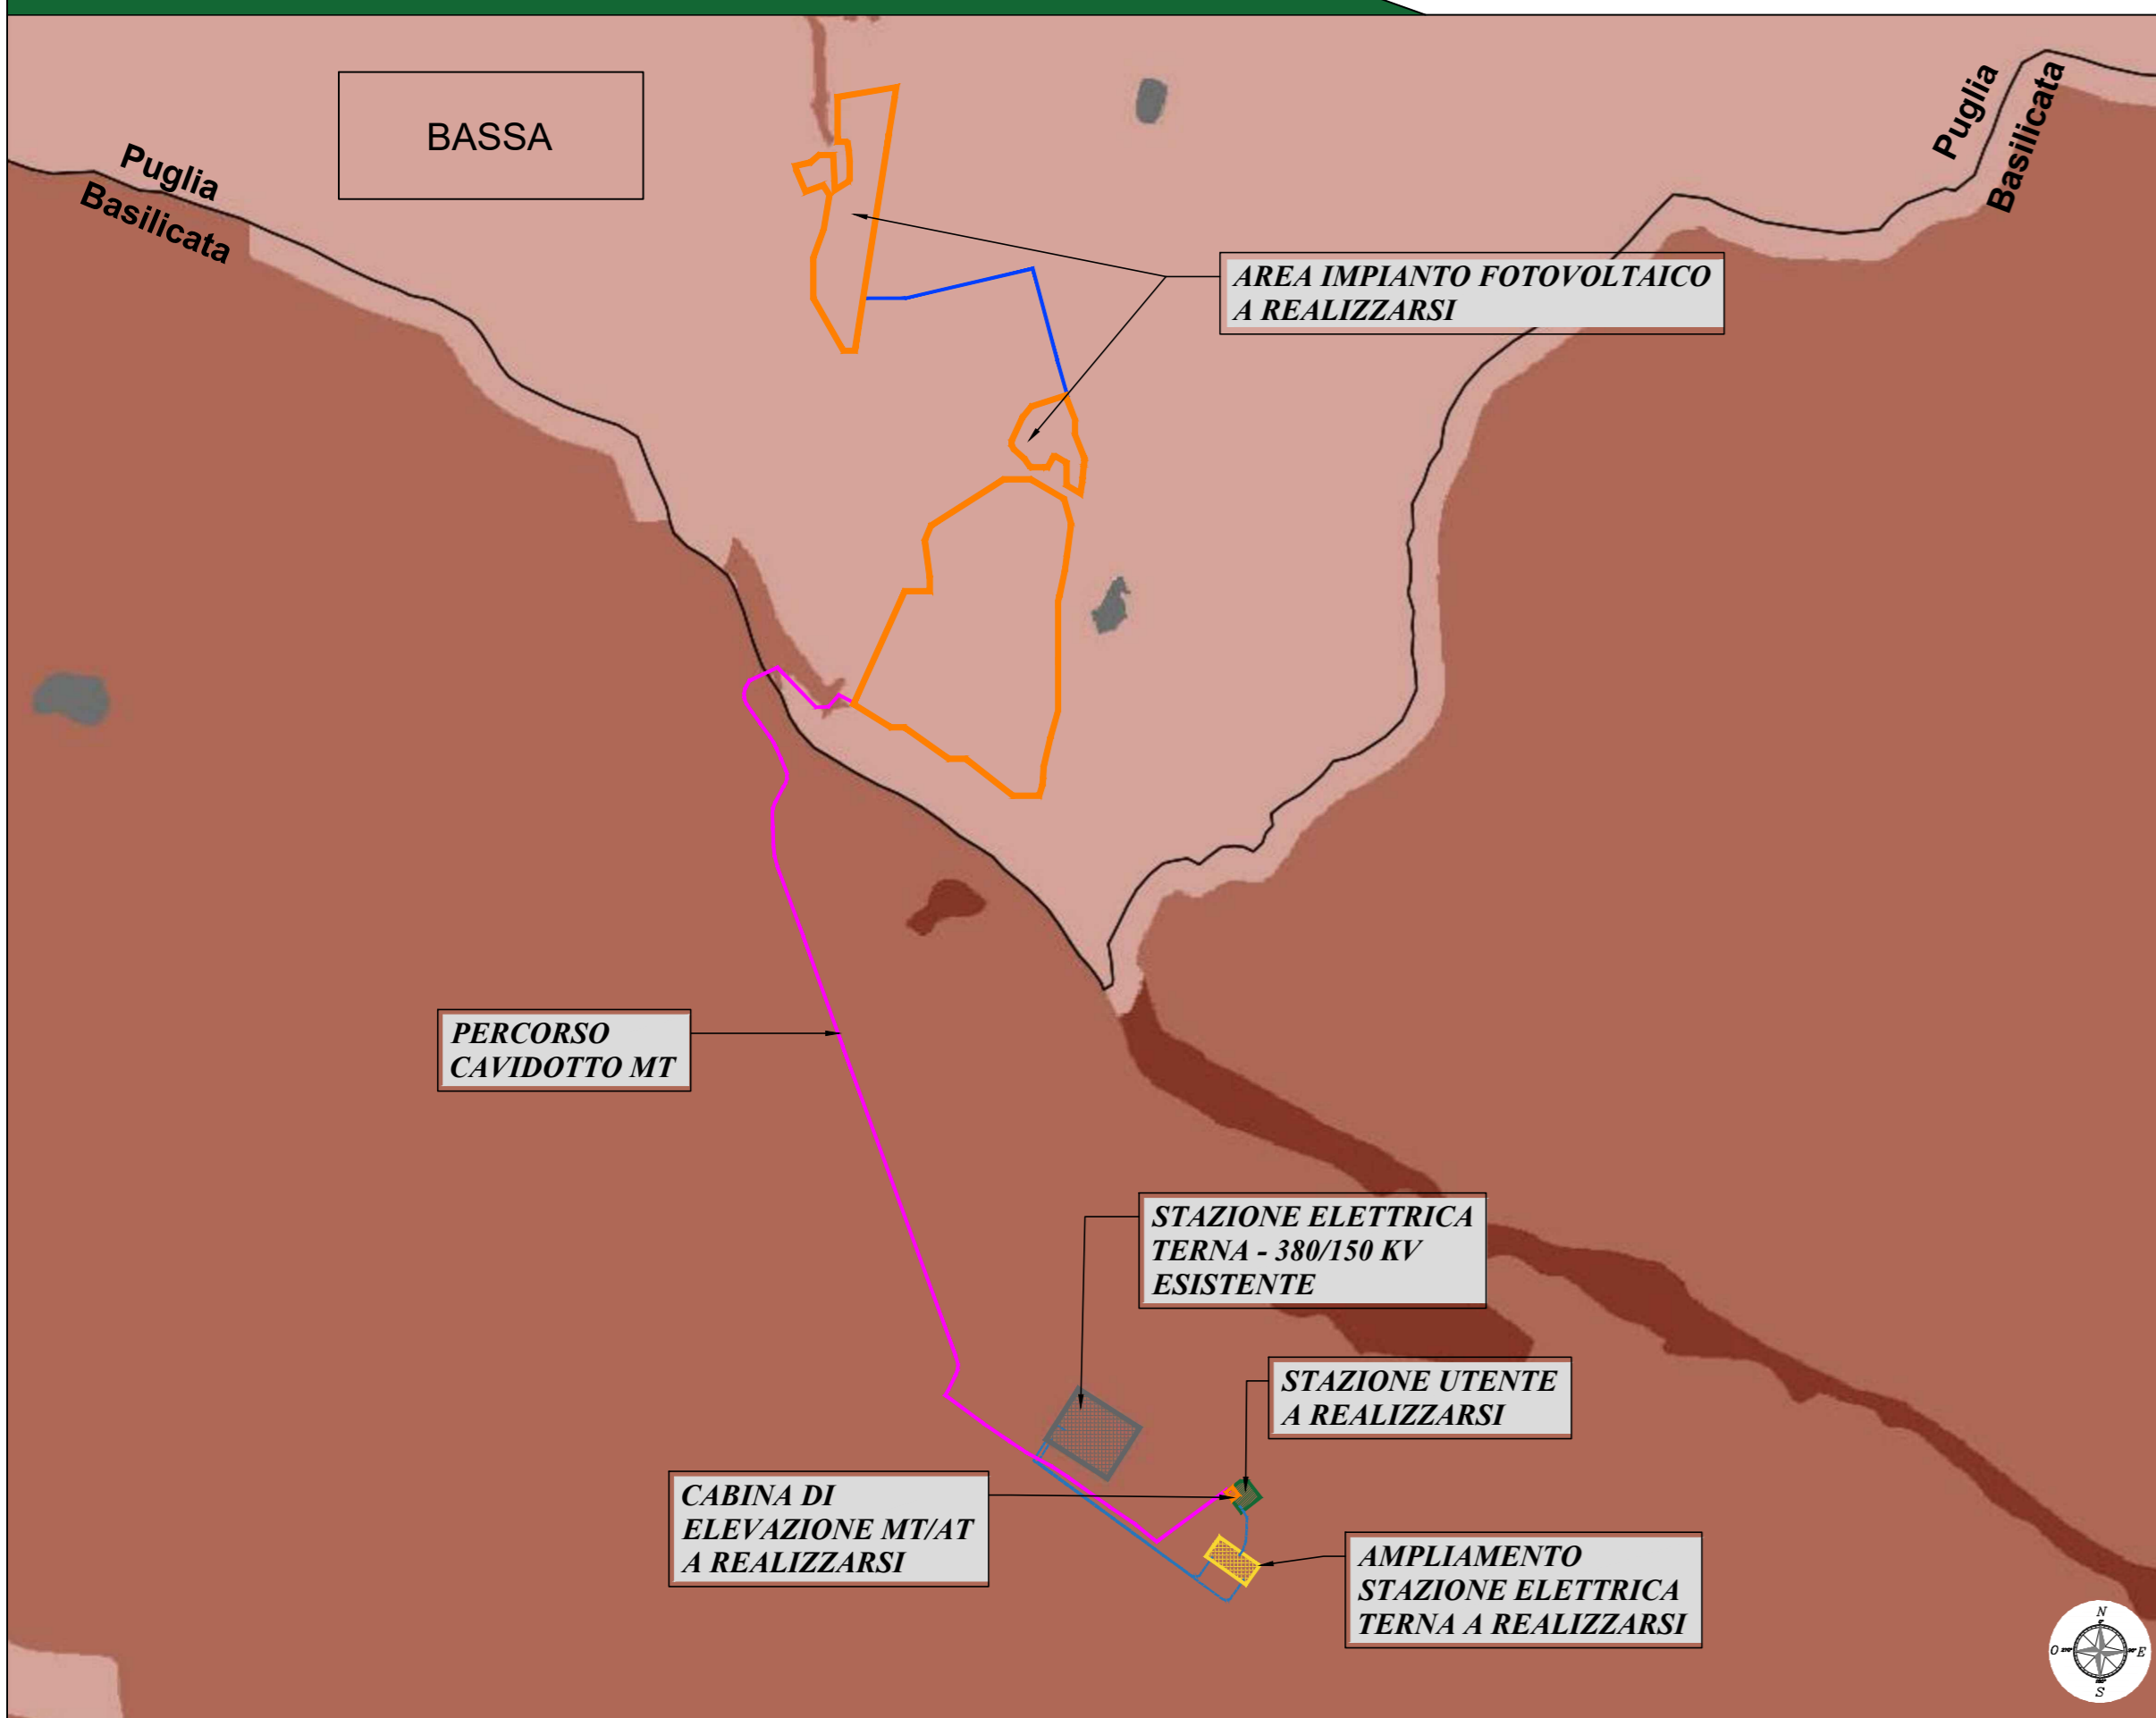 BASSA
Puglia
Basilicata
Puglia
Basilicata
AREA IMPIANTO FOTOVOLTAICO
A REALIZZARSI
PERCORSO
CAVIDOTTO MT
STAZIONE ELETTRICA
TERNA - 380/150 KV
ESISTENTE
STAZIONE UTENTE
A REALIZZARSI
CABINA DI
ELEVAZIONE MT/AT
A REALIZZARSI
AMPLIAMENTO
STAZIONE ELETTRICA
TERNA A REALIZZARSI
N
O
E
S